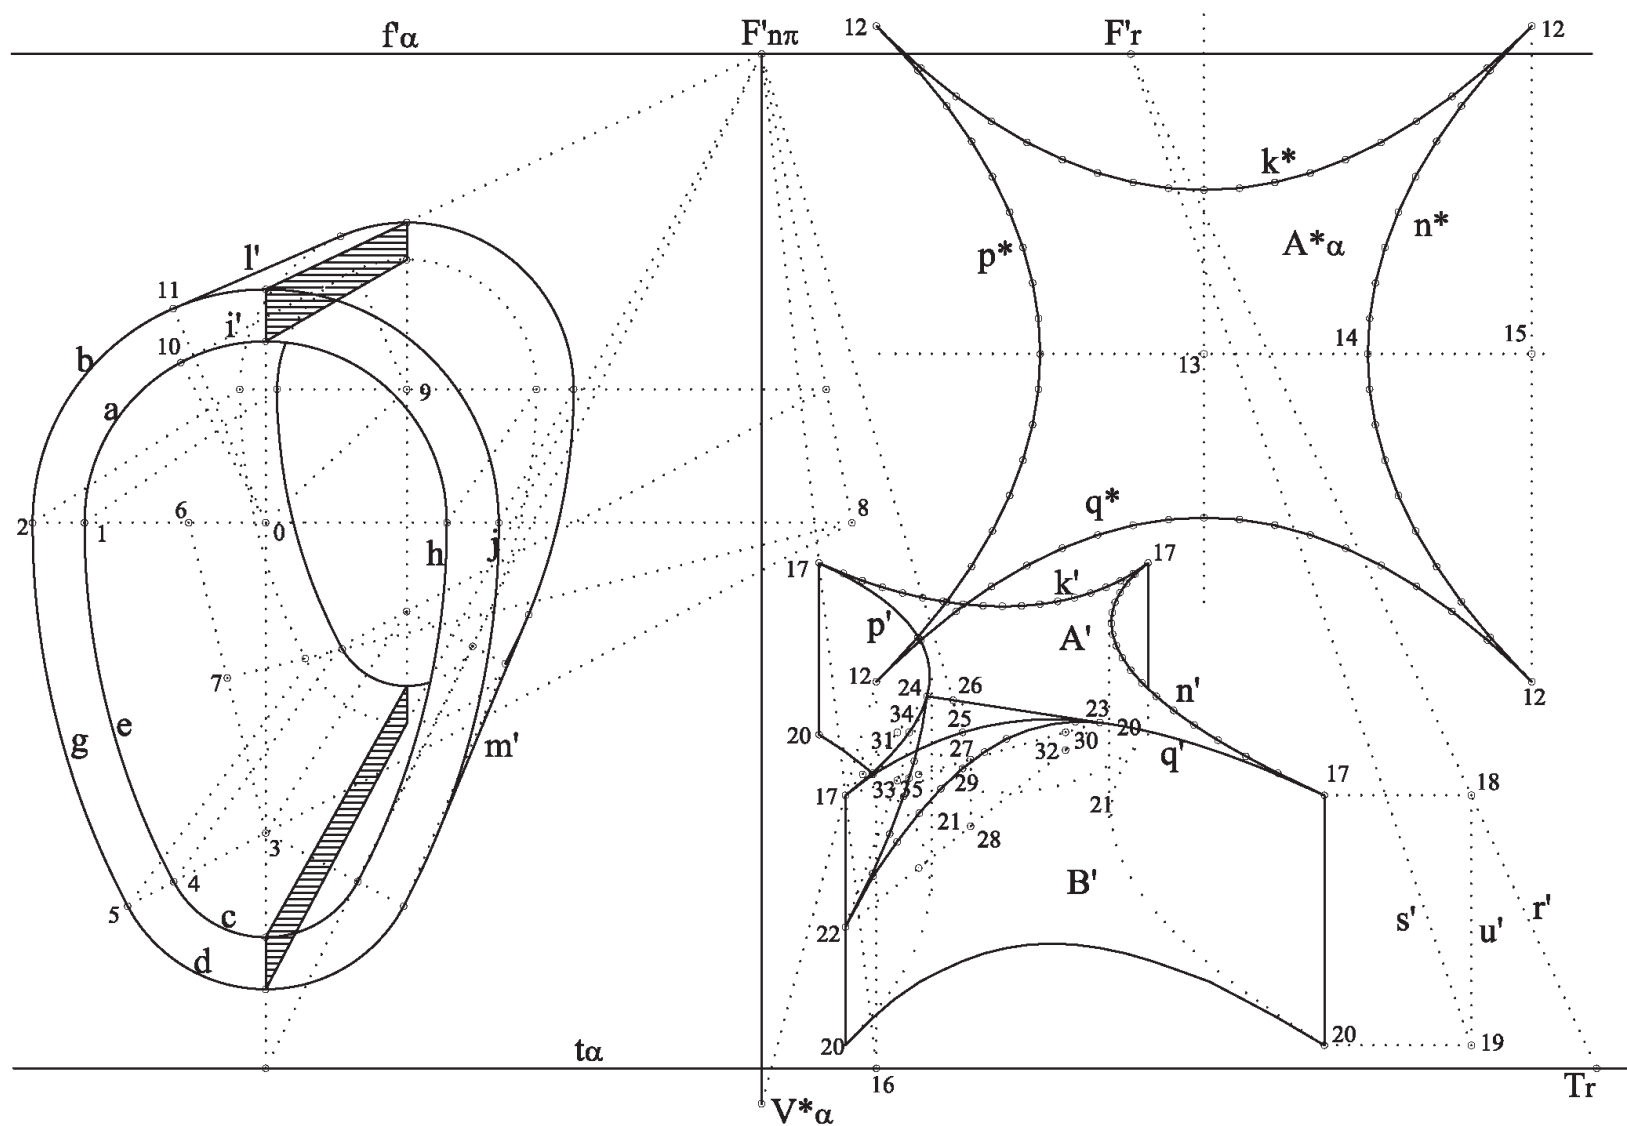 f'α F'nπ F'r 12 12
k*
n*
A*α
p*
l'
11
i'
10
b
a
9
13 14 15
2 1 6 0 8
q*
h j
17 k' 17
p' A'
7 12 12
24 26 n'
e g m'
34 25 23 20
20 31 27 30 q'
32
33 35 29 17 17 18
21 21
3 28
4 B'
5 c s' r'
22 u'
d
20 20 19
tα
16 Tr
V*α